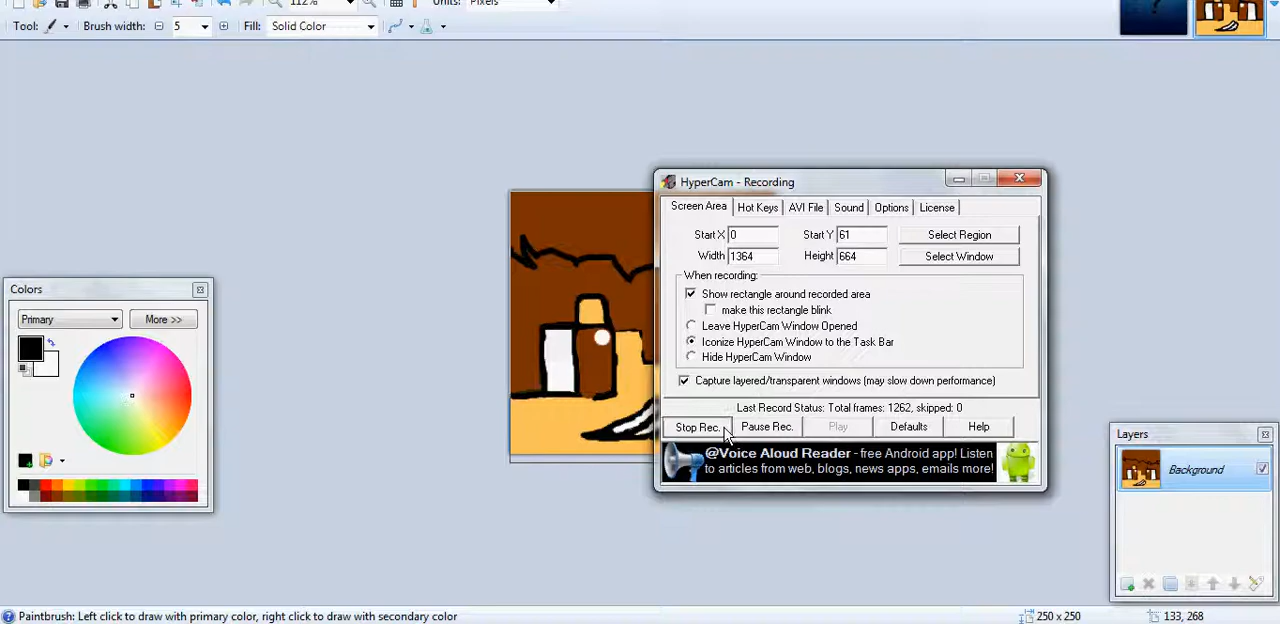 112% Units: Pixels
Tool: Brush width: 5 Fill: Solid Color
HyperCam - Recording
Screen Area Hot Keys AVI File Sound Options License
Start X 0 Start Y 61 Select Region
Width 1364 Height 664 Select Window
When recording:
Show rectangle around recorded area
make this rectangle blink
Leave HyperCam Window Opened
Iconize HyperCam Window to the Task Bar
Hide HyperCam Window
Capture layered/transparent windows (may slow down performance)
Last Record Status: Total frames: 1262, skipped: 0
Stop Rec. Pause Rec. Play Defaults Help
@Voice Aloud Reader - free Android app! Listen
to articles from web, blogs, news apps, emails more!
Colors
Primary More >>
Layers
Background
Paintbrush: Left click to draw with primary color, right click to draw with secondary color 250 x 250 133, 268